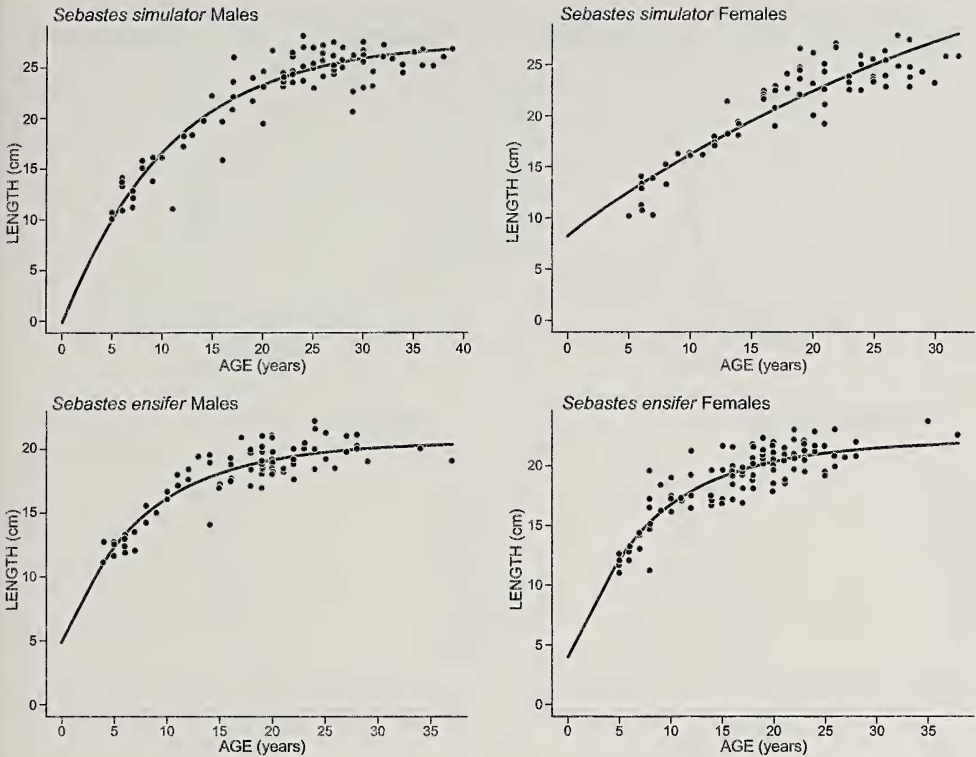 Sebastes simulator Males
LENGTH (cm)
25
20
15
10
5
0
0 5 10 15 20 25 30 35 40
AGE (years)
Sebastes simulator Females
LENGTH (cm)
25
20
15
10
5
0
0 5 10 15 20 25 30
AGE (years)
Sebastes ensifer Males
LENGTH (cm)
20
15
10
5
0
0 5 10 15 20 25 30 35
AGE (years)
Sebastes ensifer Females
LENGTH (cm)
20
15
10
5
0
0 5 10 15 20 25 30 35
AGE (years)